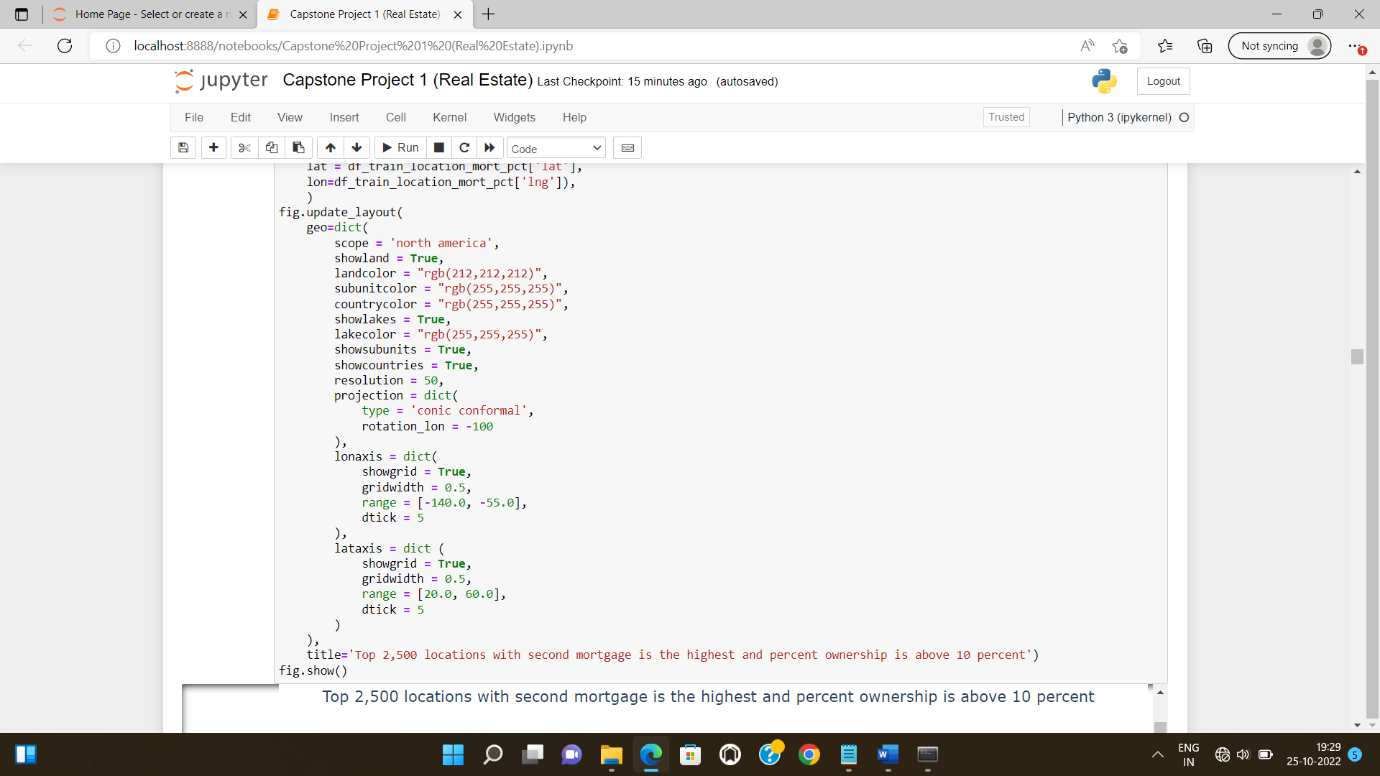 Home Page - Select or create a n
Capstone Project 1 (Real Estate)
localhost:8888/notebooks/Capstone%20Project%201%20(Real%20Estate).ipynb
Not syncing
jupyter Capstone Project 1 (Real Estate) Last Checkpoint: 15 minutes ago (autosaved)
Logout
File Edit View Insert Cell Kernel Widgets Help
Trusted
Python 3 (ipykernel)
Run
Code
lat = df_train_location_mort_pct['lat'],
lon=df_train_location_mort_pct['lng']),
)
fig.update_layout(
geo=dict(
scope = 'north america',
showland = True,
landcolor = "rgb(212,212,212)",
subunitcolor = "rgb(255,255,255)",
countrycolor = "rgb(255,255,255)",
showlakes = True,
lakecolor = "rgb(255,255,255)",
showsubunits = True,
showcountries = True,
resolution = 50,
projection = dict(
type = 'conic conformal',
rotation_lon = -100
),
lonaxis = dict(
showgrid = True,
gridwidth = 0.5,
range = [-140.0, -55.0],
dtick = 5
),
lataxis = dict (
showgrid = True,
gridwidth = 0.5,
range = [20.0, 60.0],
dtick = 5
)
),
title='Top 2,500 locations with second mortgage is the highest and percent ownership is above 10 percent')
fig.show()
Top 2,500 locations with second mortgage is the highest and percent ownership is above 10 percent
ENG
IN
19:29
25-10-2022
5